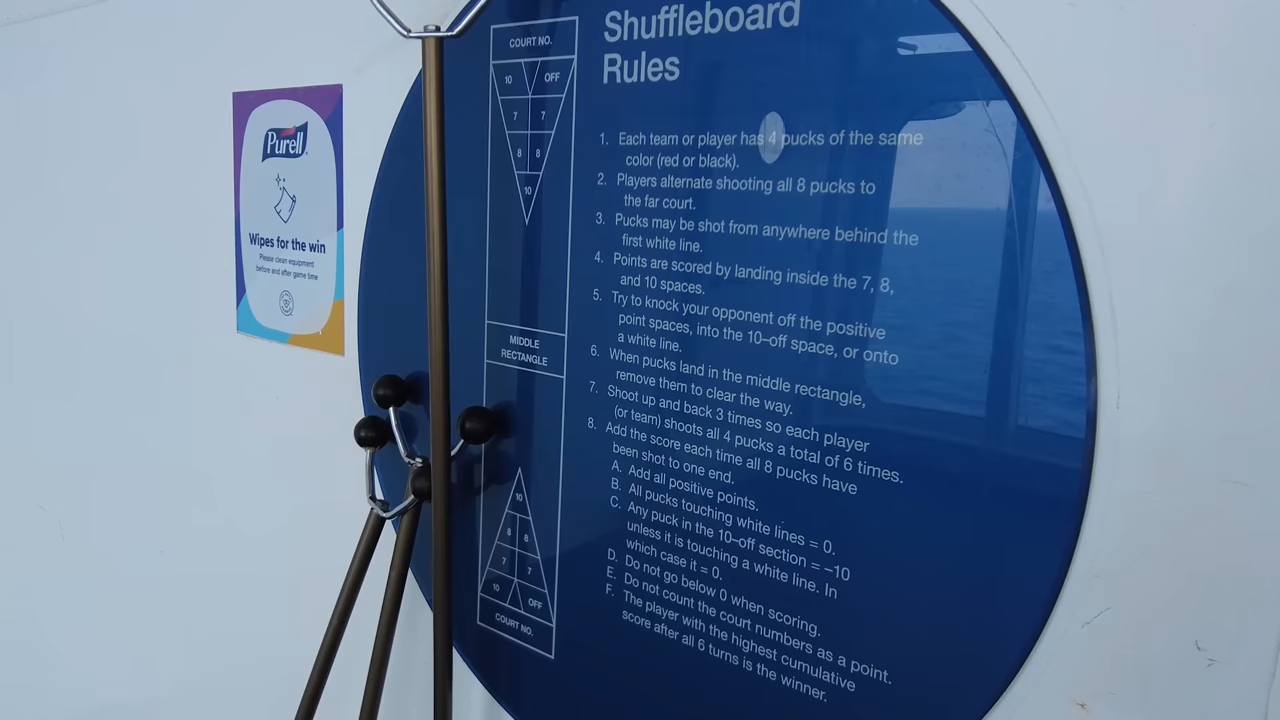 Purell
Wipes for the win
Please clean equipment
before and after game time
COURT NO.
10 OFF
7 7
8 8
10
MIDDLE
RECTANGLE
10
8 8
7 7
10 OFF
COURT NO.
Shuffleboard
Rules
1. Each team or player has 4 pucks of the same
color (red or black).
2. Players alternate shooting all 8 pucks to
the far court.
3. Pucks may be shot from anywhere behind the
first white line.
4. Points are scored by landing inside the 7, 8,
and 10 spaces.
5. Try to knock your opponent off the positive
point spaces, into the 10–off space, or onto
a white line.
6. When pucks land in the middle rectangle,
remove them to clear the way.
7. Shoot up and back 3 times so each player
(or team) shoots all 4 pucks a total of 6 times.
8. Add the score each time all 8 pucks have
been shot to one end.
A. Add all positive points.
B. All pucks touching white lines = 0.
C. Any puck in the 10–off section = –10
unless it is touching a white line. In
which case it = 0.
D. Do not go below 0 when scoring.
E. Do not count the court numbers as a point.
F. The player with the highest cumulative
score after all 6 turns is the winner.